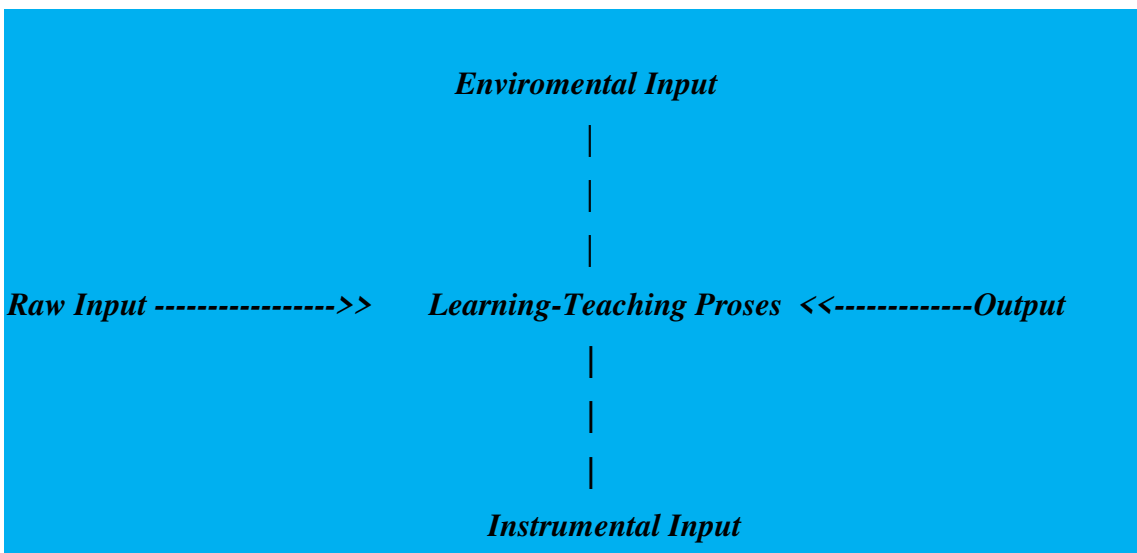 Enviromental Input
|
|
|
Raw Input ----------------->> Learning-Teaching Proses <<-------------Output
|
|
|
Instrumental Input